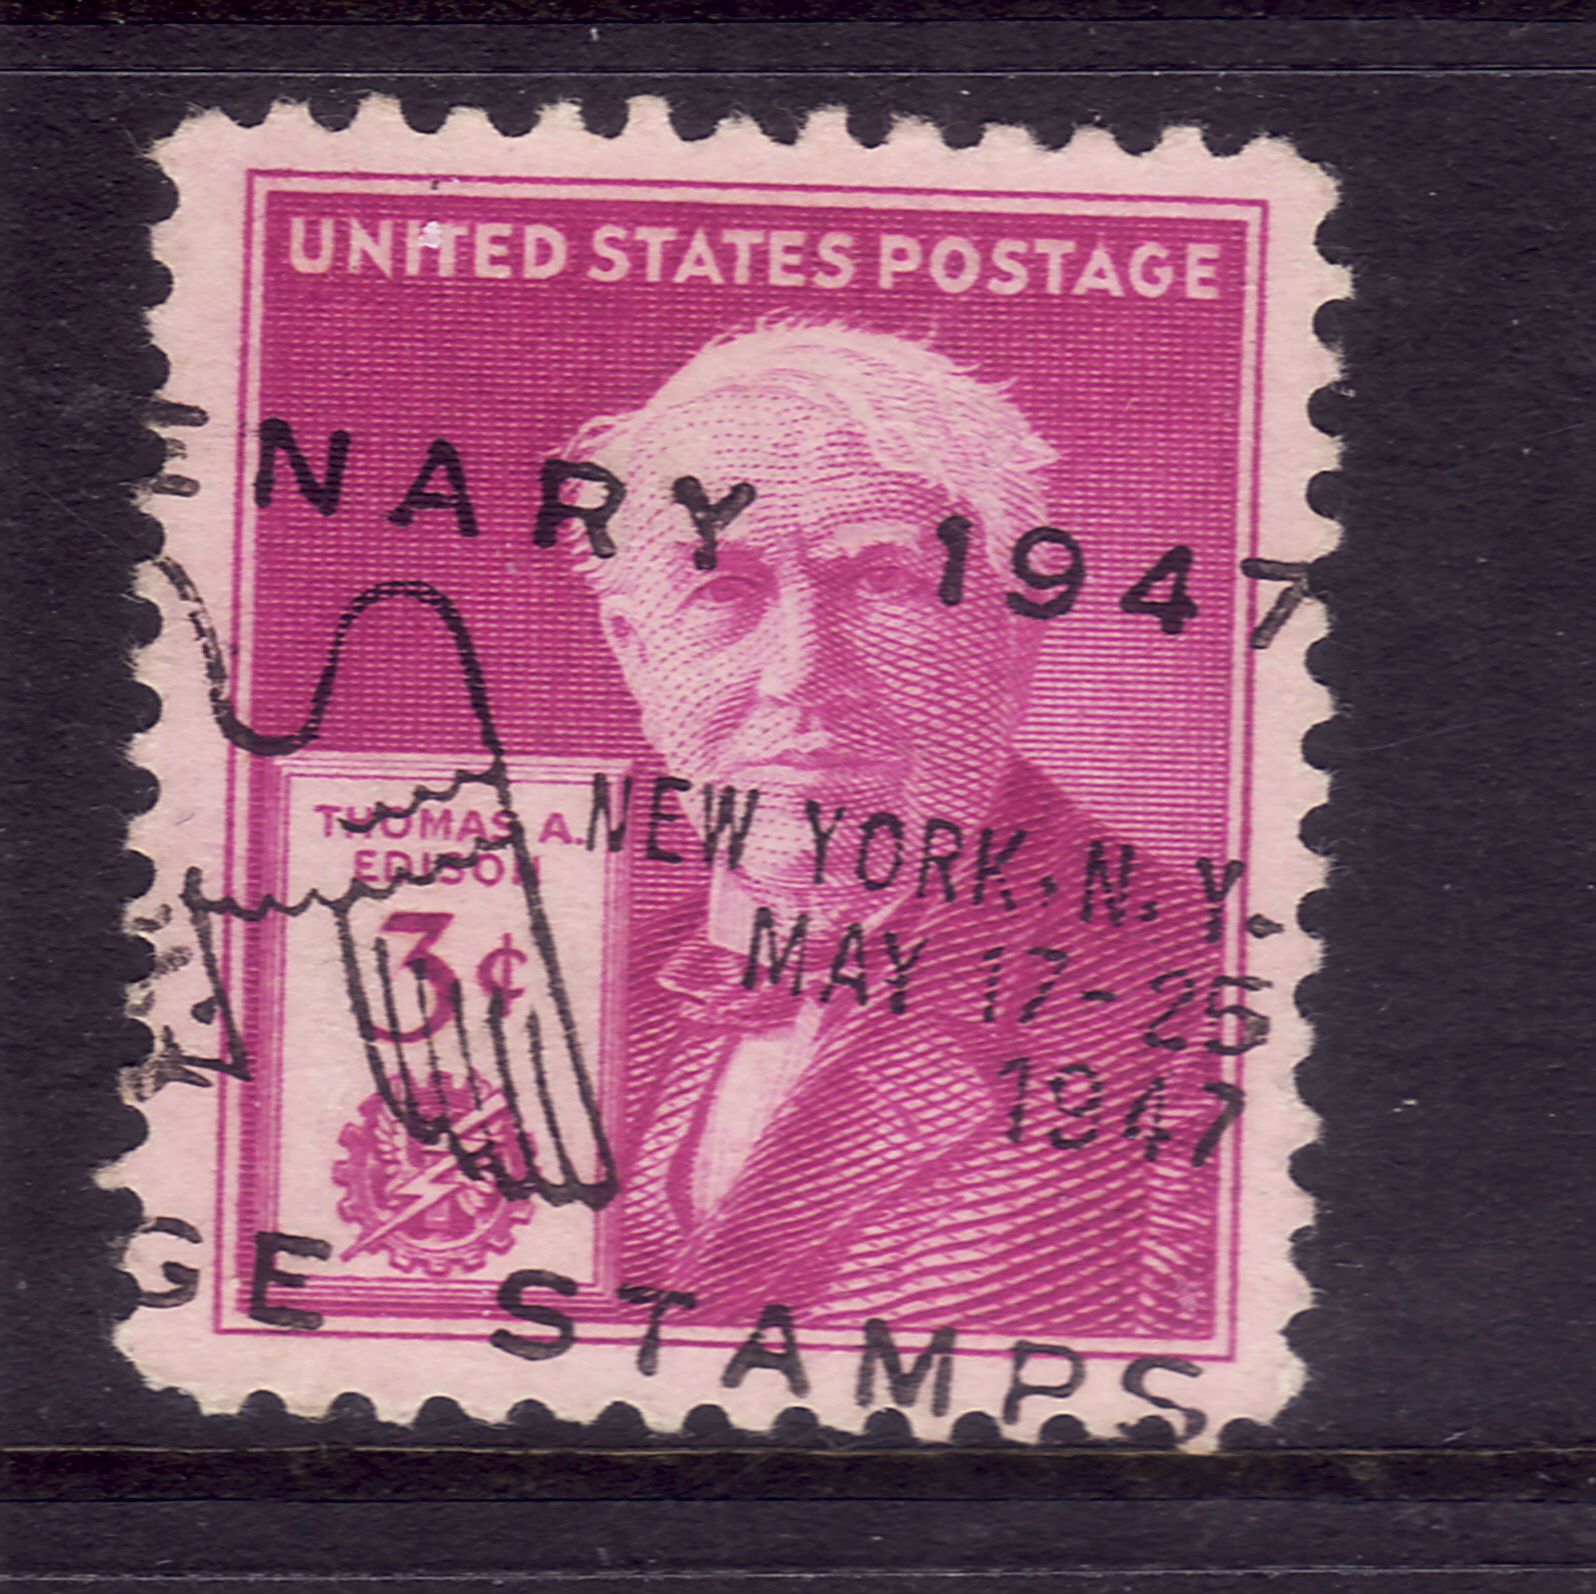 UNITED STATES POSTAGE
NARY 1947
THOMAS A.
EDISON
3¢
NEW YORK, N. Y.
MAY 17-25
1947
GE STAMPS